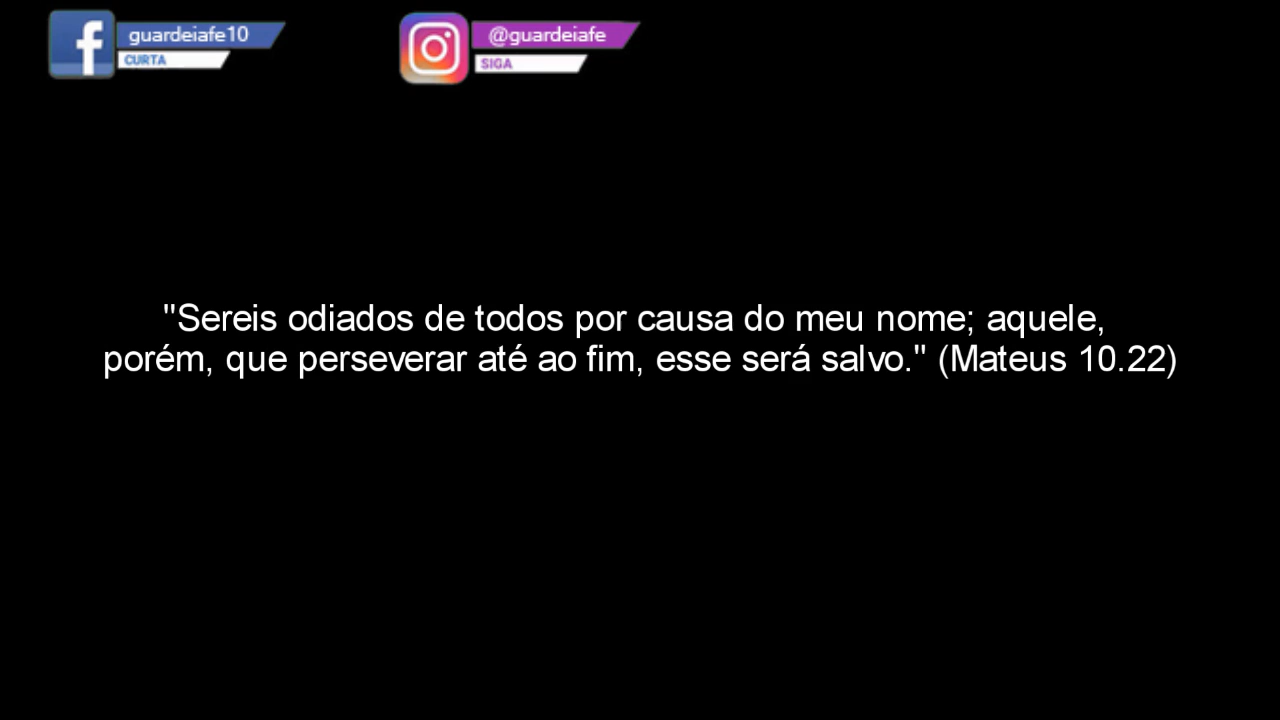 guardeiafe10
CURTA
@guardeiafe
SIGA
"Sereis odiados de todos por causa do meu nome; aquele,
porém, que perseverar até ao fim, esse será salvo." (Mateus 10.22)